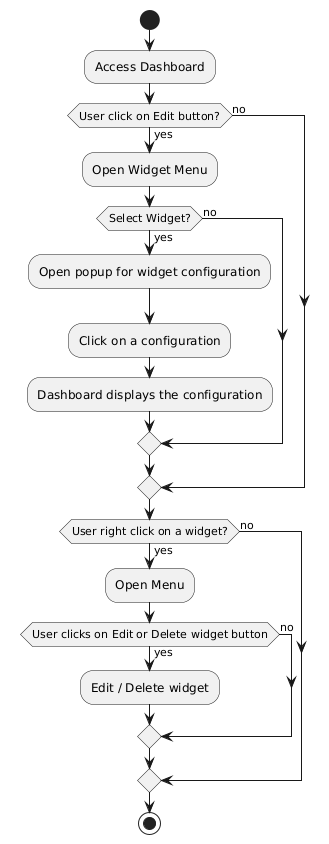 Access Dashboard
User click on Edit button?
no
yes
Open Widget Menu
Select Widget?
no
yes
Open popup for widget configuration
Click on a configuration
Dashboard displays the configuration
User right click on a widget?
no
yes
Open Menu
User clicks on Edit or Delete widget button
no
yes
Edit / Delete widget